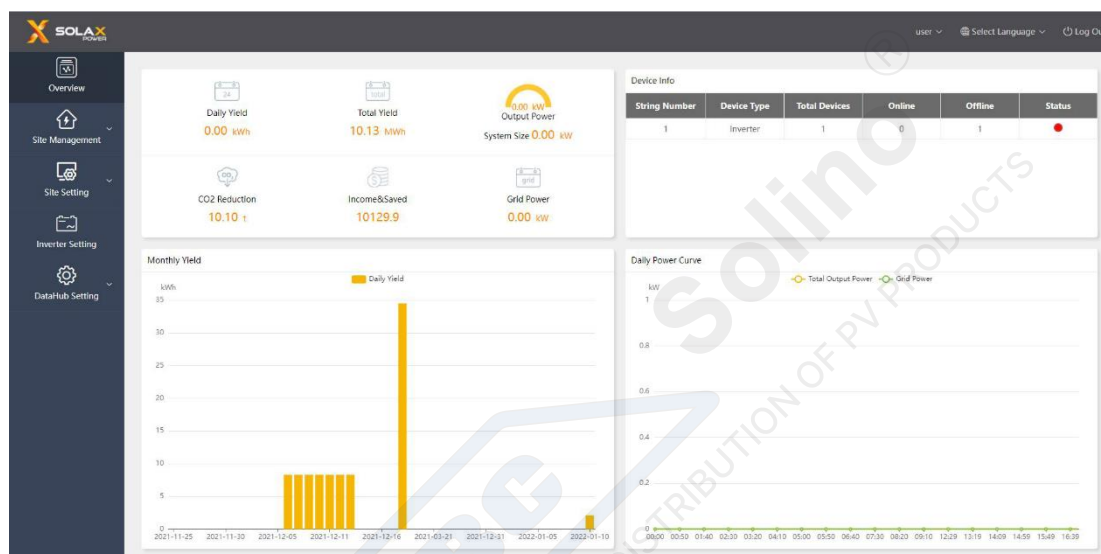 SOLAX
POWER
user
Select Language
Log Ou
Overview
Site Management
Site Setting
Inverter Setting
DataHub Setting
24
total
Daily Yield
Total Yield
0.00 kW
Output Power
0.00 kWh
10.13 MWh
System Size 0.00 kW
CO2
grid
CO2 Reduction
Income&Saved
Grid Power
10.10 t
10129.9
0.00 kW
Device Info
String Number Device Type Total Devices Online Offline Status
1 Inverter 1 0 1
Monthly Yield
Daily Yield
kWh
35
30
25
20
15
10
5
0
2021-11-25 2021-11-30 2021-12-05 2021-12-11 2021-12-16 2021-03-21 2021-12-31 2022-01-05 2022-01-10
Daily Power Curve
Total Output Power Grid Power
kW
1
0.8
0.6
0.4
0.2
0
00:00 00:50 01:40 02:30 03:20 04:10 05:00 05:50 06:40 07:30 08:20 09:10 12:29 13:19 14:09 14:59 15:49 16:39
Solino ®
DISTRIBUTION OF PV PRODUCTS